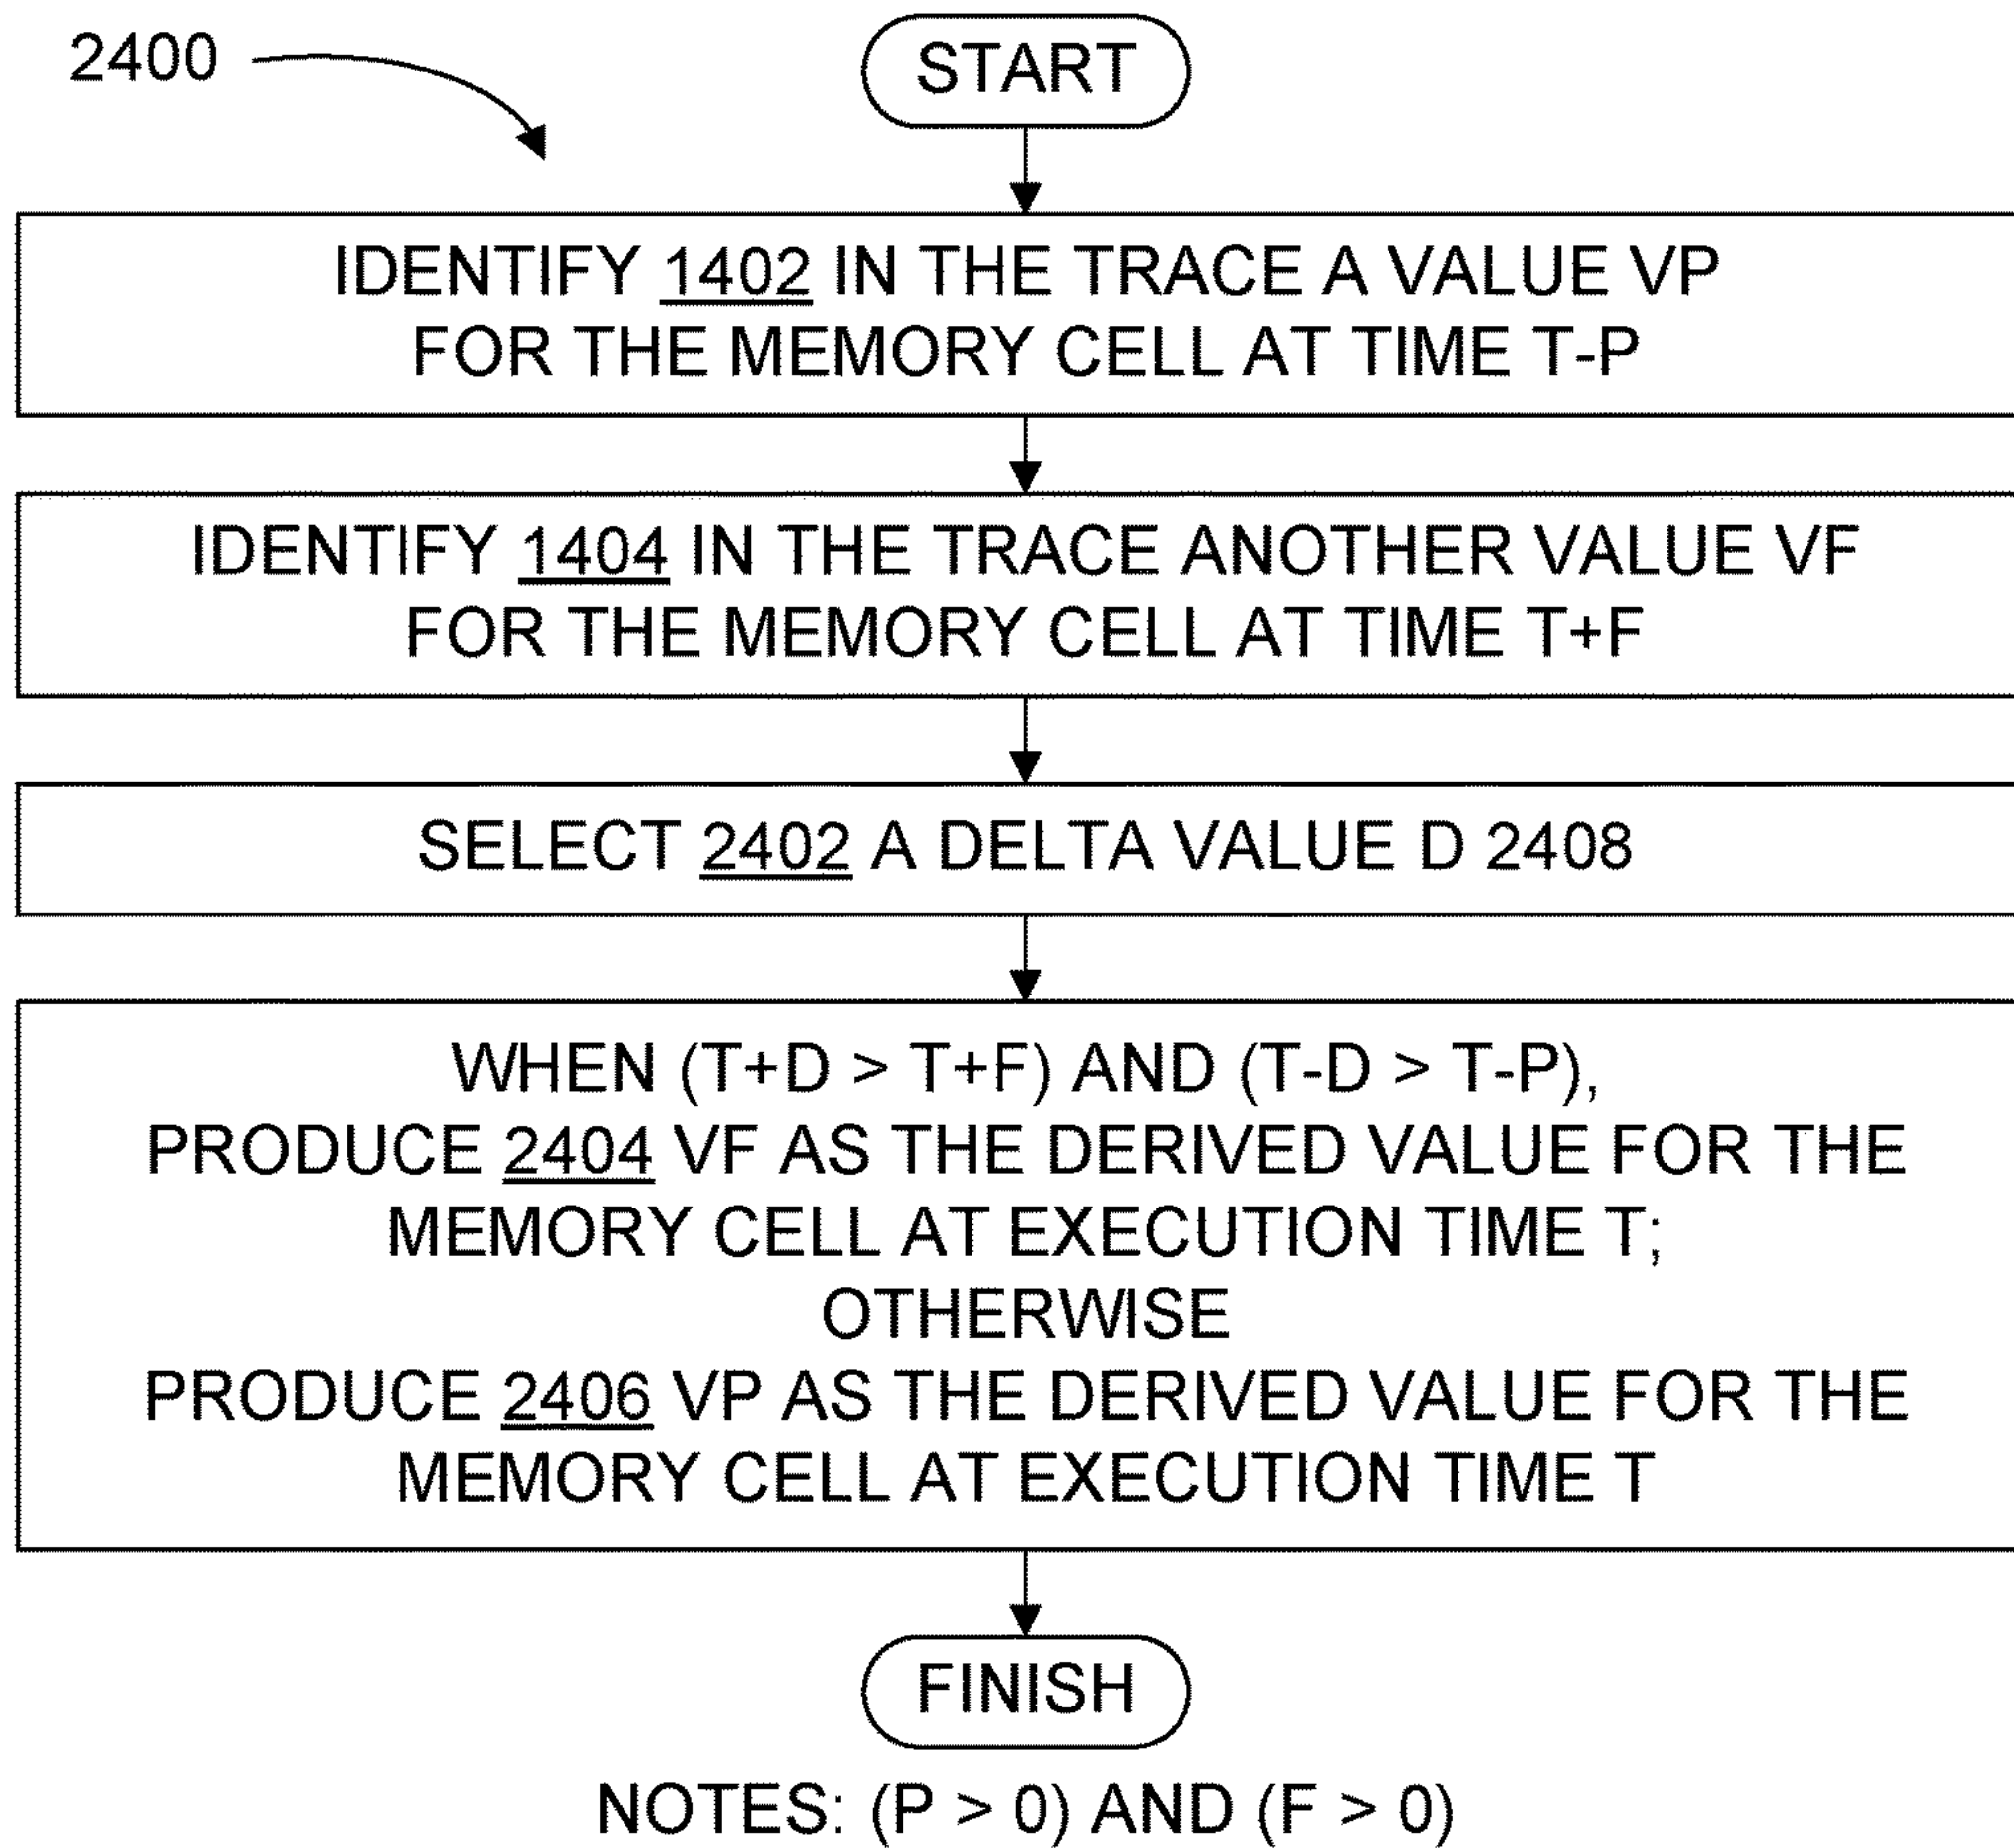 2400
START
IDENTIFY 1402 IN THE TRACE A VALUE VP
FOR THE MEMORY CELL AT TIME T-P
IDENTIFY 1404 IN THE TRACE ANOTHER VALUE VF
FOR THE MEMORY CELL AT TIME T+F
SELECT 2402 A DELTA VALUE D 2408
WHEN (T+D > T+F) AND (T-D > T-P),
PRODUCE 2404 VF AS THE DERIVED VALUE FOR THE
MEMORY CELL AT EXECUTION TIME T;
OTHERWISE
PRODUCE 2406 VP AS THE DERIVED VALUE FOR THE
MEMORY CELL AT EXECUTION TIME T
FINISH
NOTES: (P > 0) AND (F > 0)